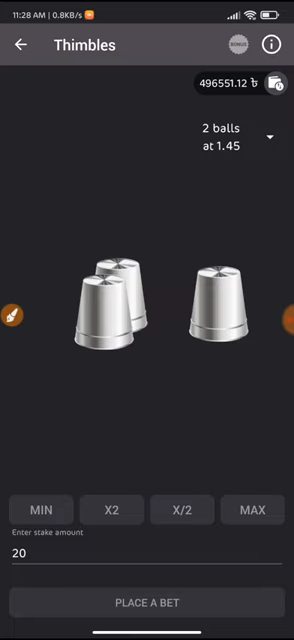 11:28 AM | 0.8KB/s
Thimbles
BONUS
496551.12 ৳
2 balls
at 1.45
MIN X2 X/2 MAX
Enter stake amount
20
PLACE A BET